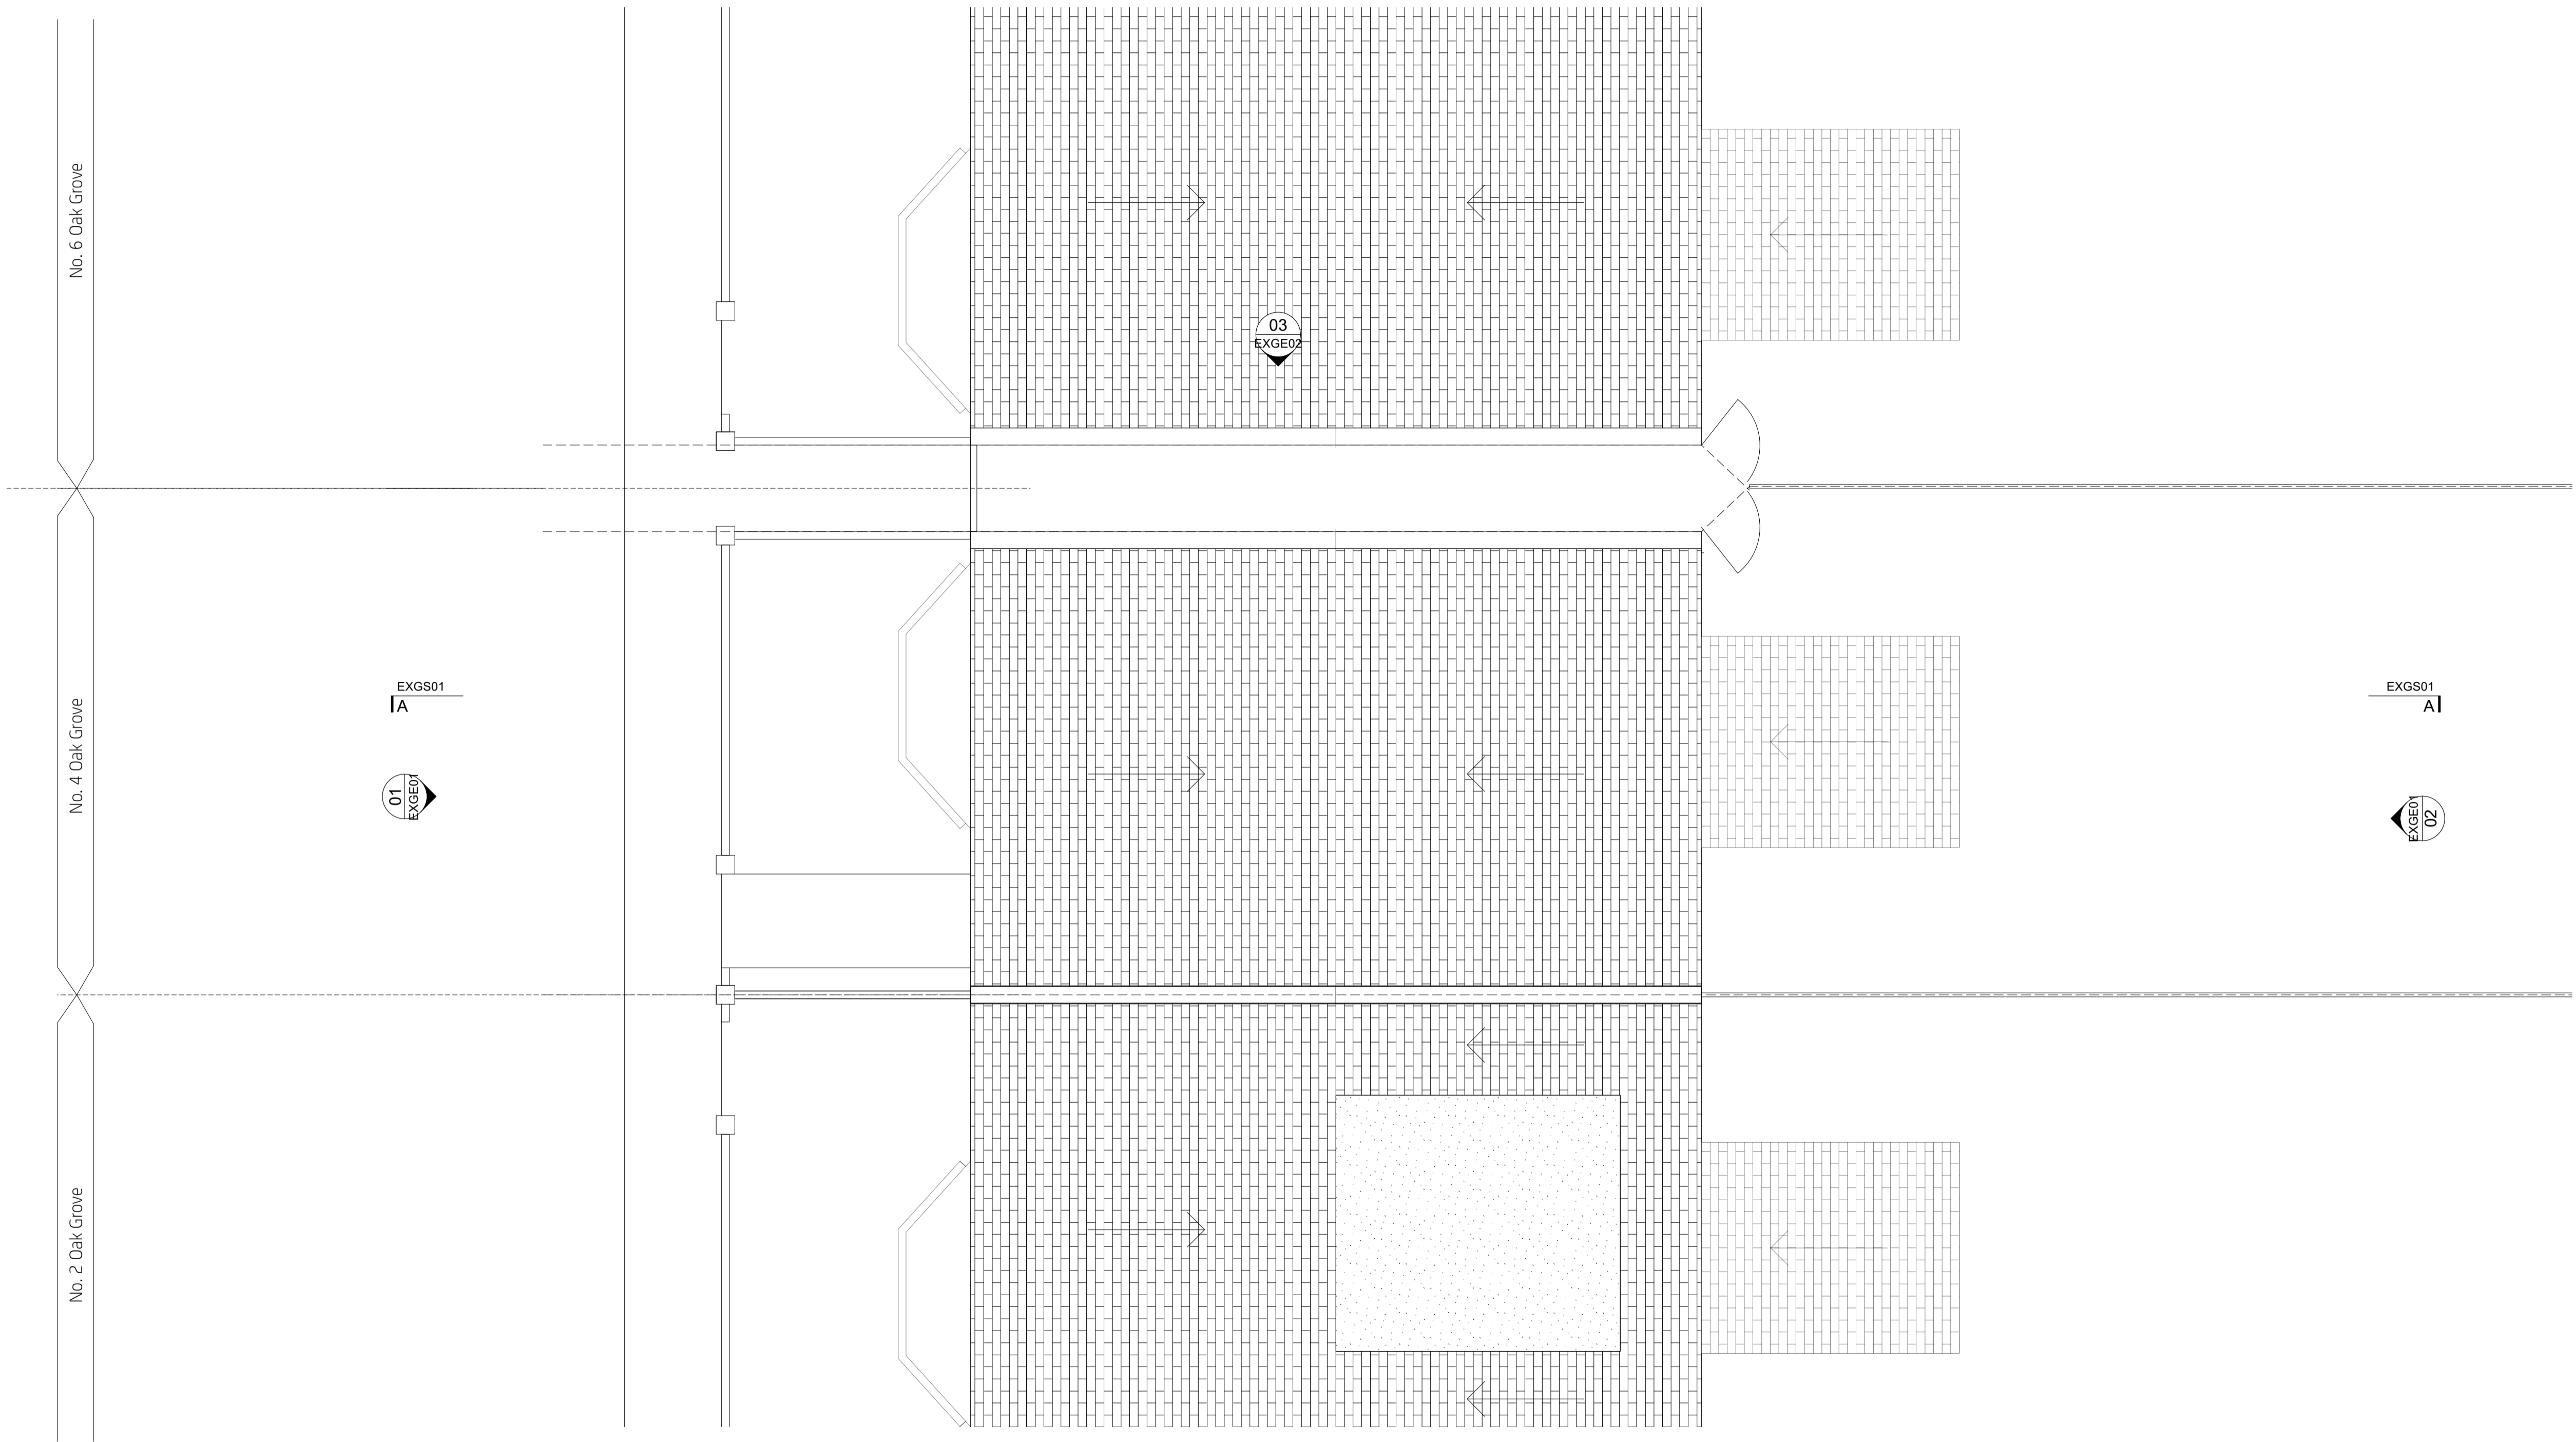 No. 6 Oak Grove
03
EXGE02
No. 4 Oak Grove
EXGS01
A
EXGS01
A
01
EXGE01
EXGE01
02
No. 2 Oak Grove